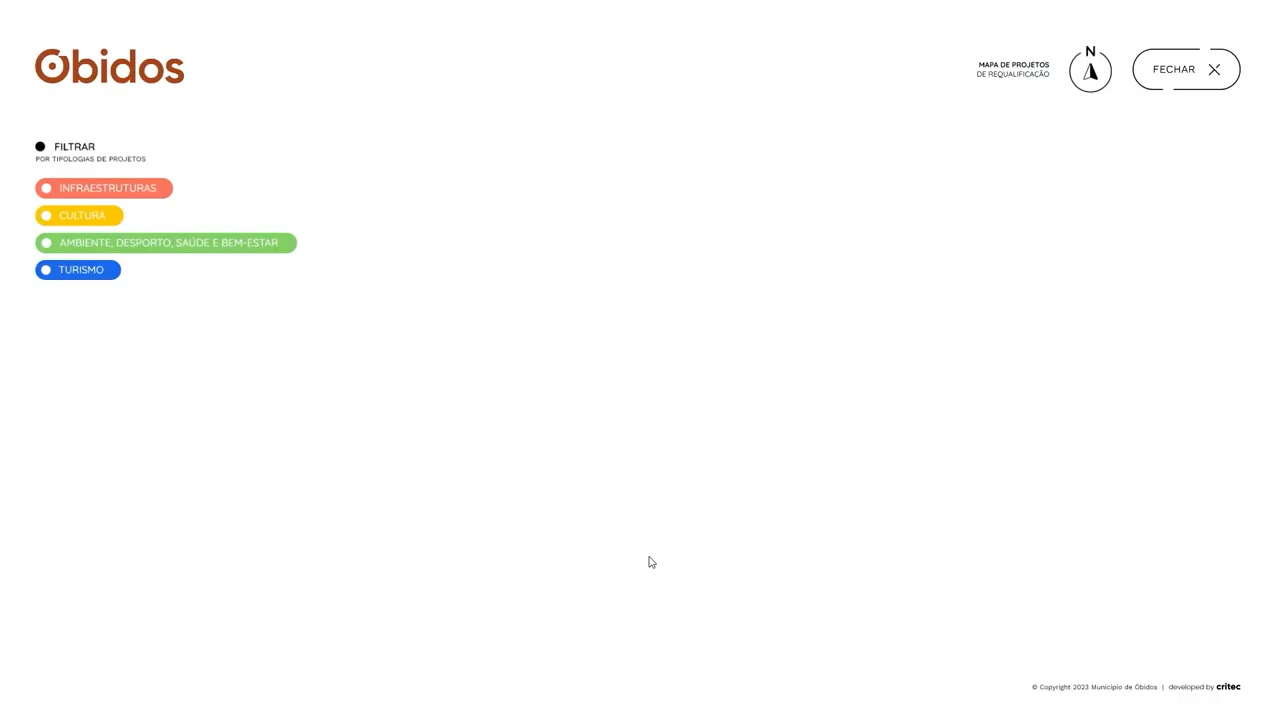 Óbidos
MAPA DE PROJETOS
DE REQUALIFICAÇÃO
N
FECHAR
FILTRAR
POR TIPOLOGIAS DE PROJETOS
INFRAESTRUTURAS
CULTURA
AMBIENTE, DESPORTO, SAÚDE E BEM-ESTAR
TURISMO
© Copyright 2023 Município de Óbidos | developed by critec